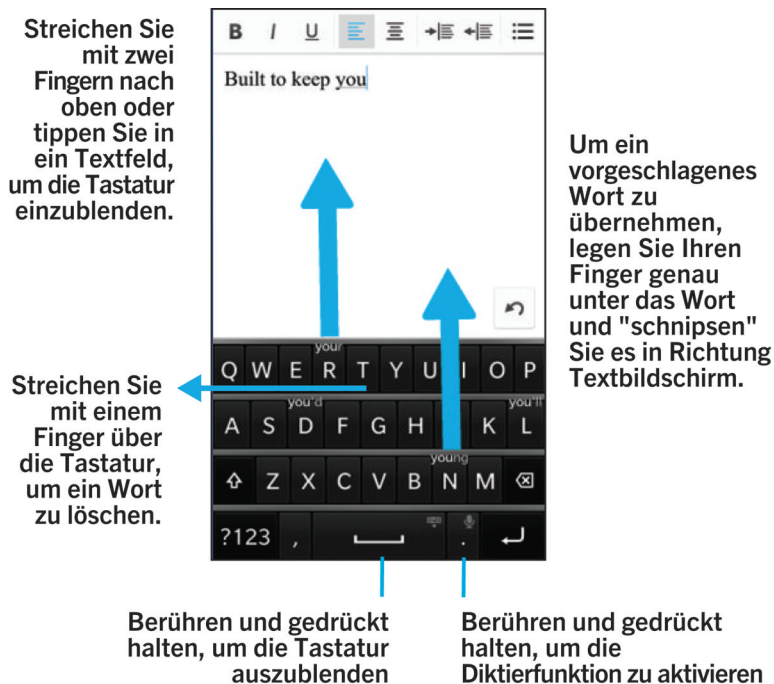 Streichen Sie
mit zwei
Fingern nach
oben oder
tippen Sie in
ein Textfeld,
um die Tastatur
einzublenden.
B I U
Built to keep you
Um ein
vorgeschlagenes
Wort zu
übernehmen,
legen Sie Ihren
Finger genau
unter das Wort
und "schnipsen"
Sie es in Richtung
Textbildschirm.
Streichen Sie
mit einem
Finger über
die Tastatur,
um ein Wort
zu löschen.
your
Q W E R T Y U I O P
you'd you'll
A S D F G H K L
young
Z X C V B N M
?123 , .
Berühren und gedrückt
halten, um die Tastatur
auszublenden
Berühren und gedrückt
halten, um die
Diktierfunktion zu aktivieren